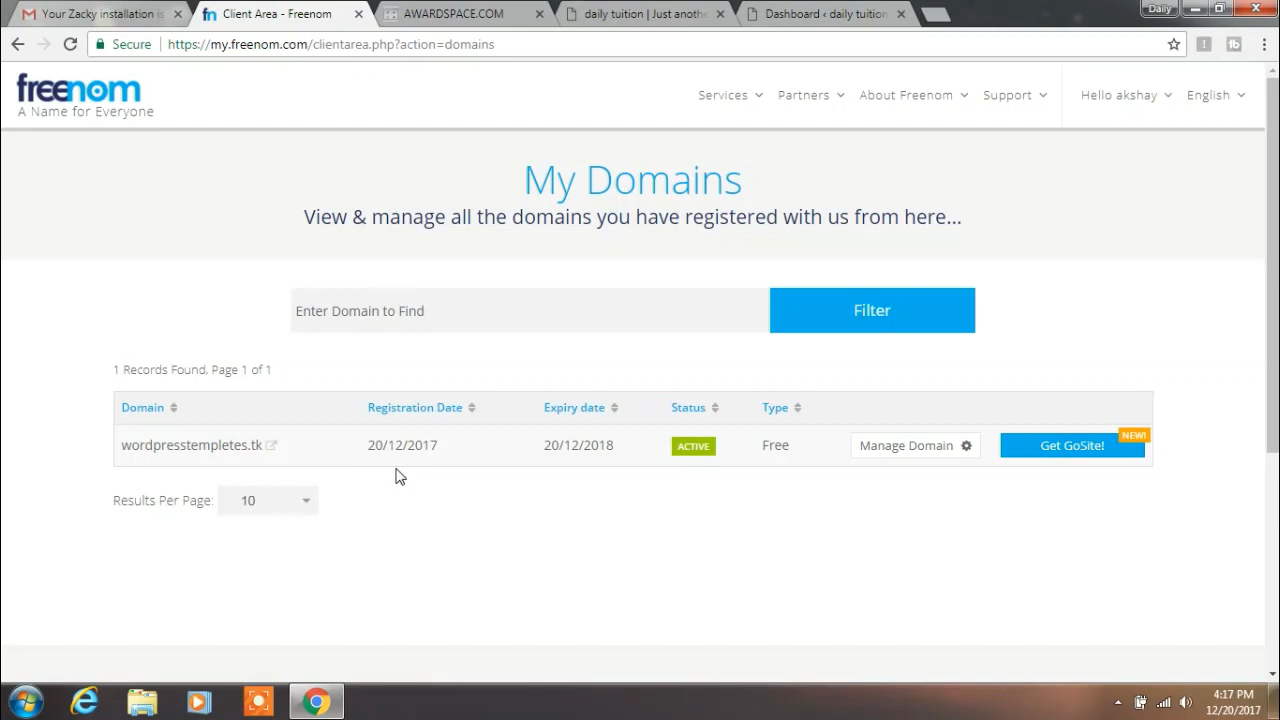 Your Zacky installation is
Client Area - Freenom
AWARDSPACE.COM
daily tuition | Just anoth
Dashboard ‹ daily tuition
Daily
Secure
https://my.freenom.com/clientarea.php?action=domains
freenom
A Name for Everyone
Services
Partners
About Freenom
Support
Hello akshay
English
My Domains
View & manage all the domains you have registered with us from here...
Enter Domain to Find
Filter
1 Records Found, Page 1 of 1
Domain
Registration Date
Expiry date
Status
Type
wordpresstempletes.tk
20/12/2017
20/12/2018
ACTIVE
Free
Manage Domain
Get GoSite!
NEW!
Results Per Page:
10
4:17 PM
12/20/2017